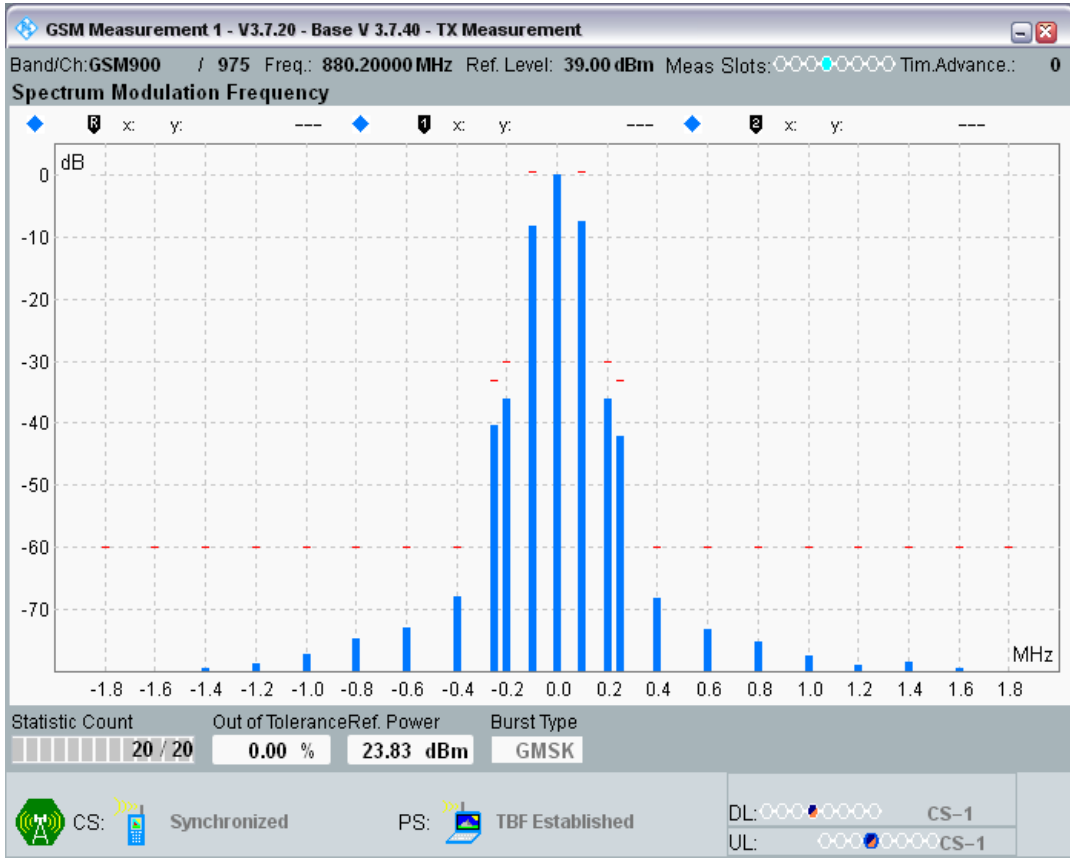 GSM Measurement 1 - V3.7.20 - Base V 3.7.40 - TX Measurement
Band/Ch:GSM900 / 975 Freq.: 880.20000 MHz Ref. Level: 39.00 dBm Meas Slots: Tim.Advance.: 0
Spectrum Modulation Frequency
R x: y: --- 1 x: y: --- 2 x: y: ---
dB
0
-10
-20
-30
-40
-50
-60
-70
MHz
-1.8 -1.6 -1.4 -1.2 -1.0 -0.8 -0.6 -0.4 -0.2 0.0 0.2 0.4 0.6 0.8 1.0 1.2 1.4 1.6 1.8
Statistic Count Out of Tolerance Ref. Power Burst Type
20 / 20 0.00 % 23.83 dBm GMSK
CS: Synchronized PS: TBF Established
DL: CS-1
UL: CS-1